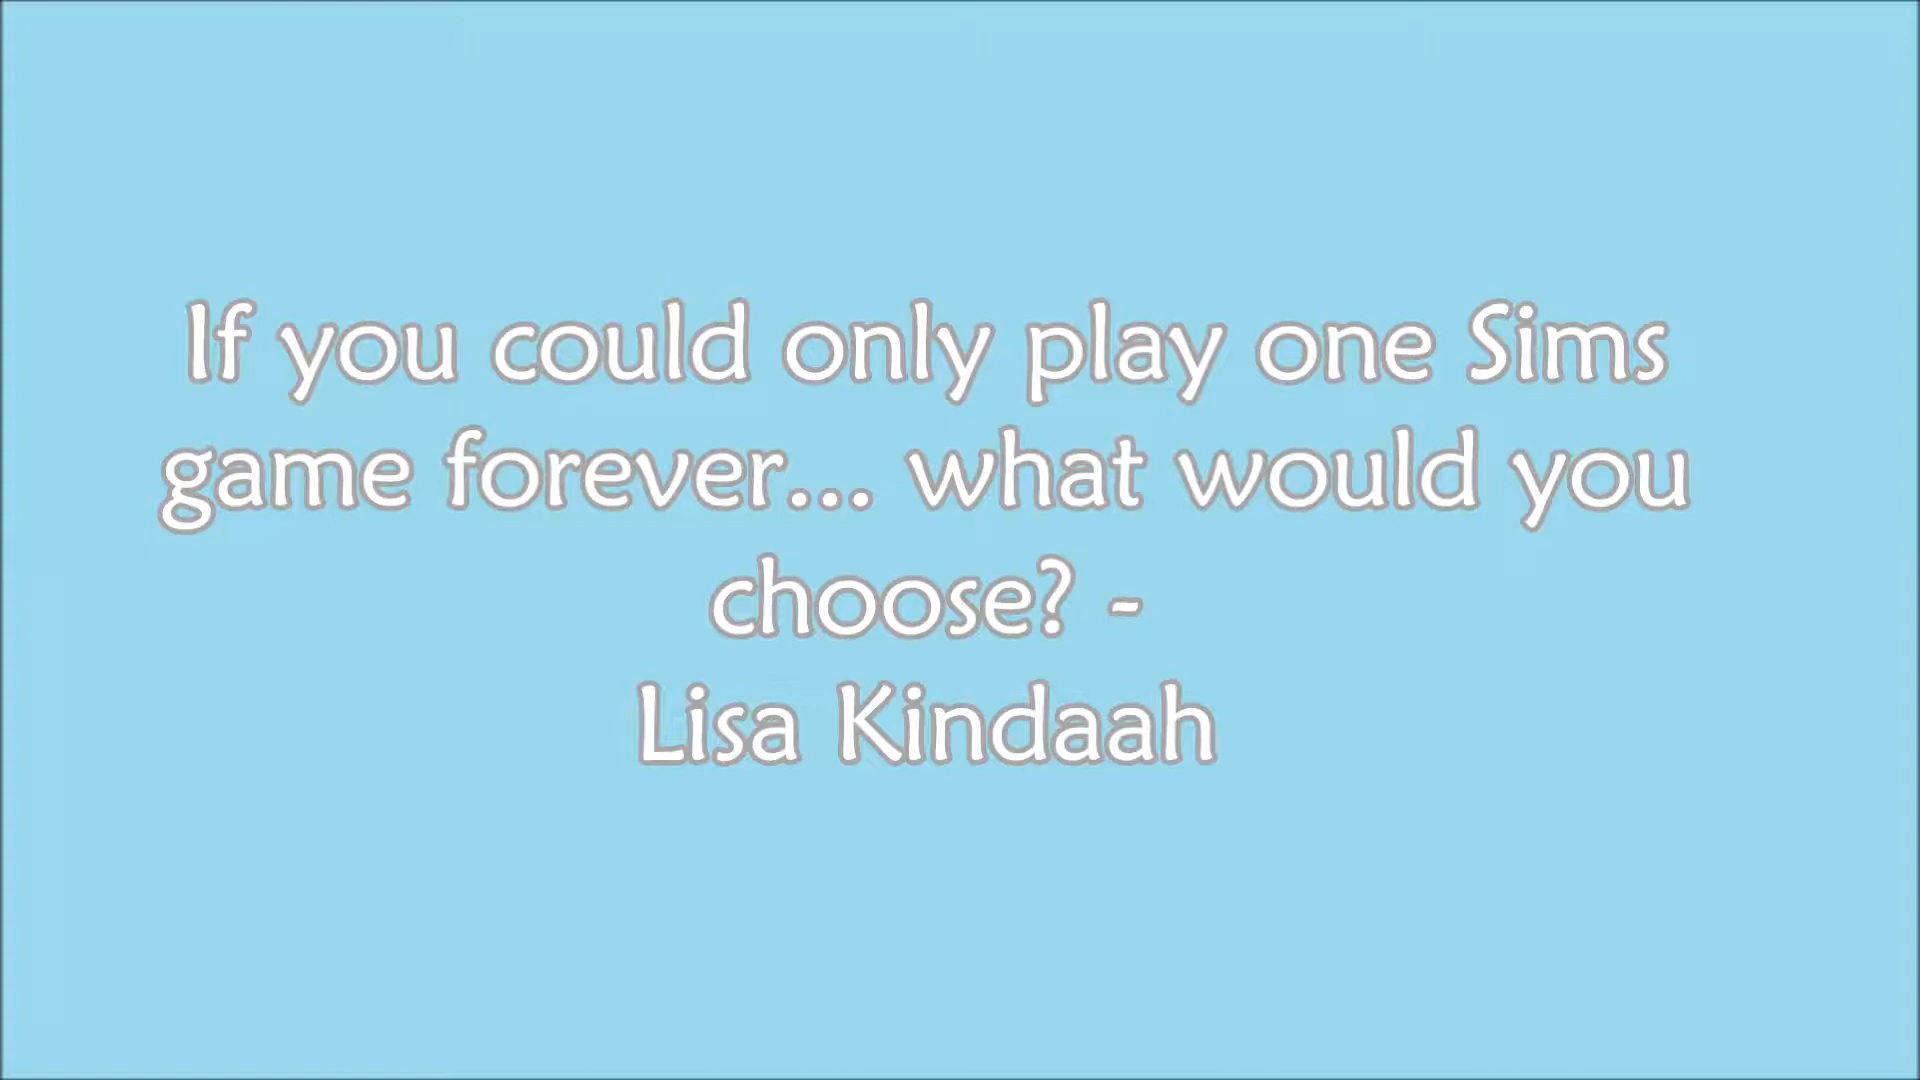 If you could only play one Sims
game forever... what would you
choose? -
Lisa Kindaah